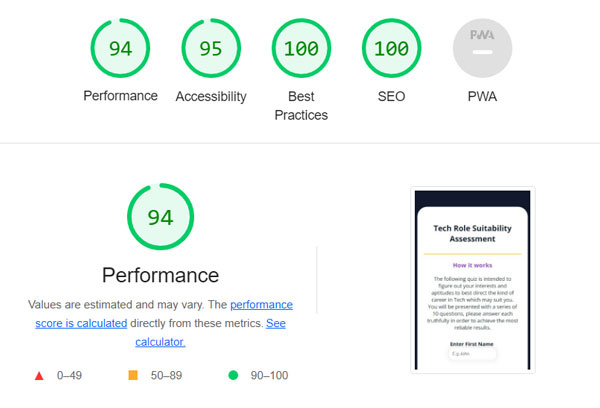 94 95 100 100 PWA
Performance Accessibility Best Practices SEO PWA
94
Performance
Values are estimated and may vary. The performance
score is calculated directly from these metrics. See
calculator.
0–49 50–89 90–100
Tech Role Suitability
Assessment
How it works
The following quiz is intended to
figure out your interests and
aptitudes to best direct the kind of
career in Tech which may suit you.
You will be presented with a series of
10 questions, please answer each
truthfully in order to achieve the most
reliable results.
Enter First Name
E.g.John